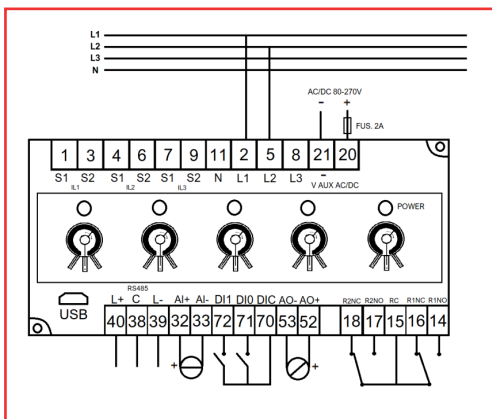 L1
L2
L3
N
AC/DC 80-270V
- +
FUS. 2A
1 3 4 6 7 9 11 2 5 8 21 20
S1 S2 S1 S2 S1 S2 N L1 L2 L3 -
IL1 IL2 IL3 V AUX AC/DC
POWER
USB
RS485
L+ C L- AI+ AI- DI1 DI0 DIC AO- AO+ R2NC R2NO RC R1NC R1NO
40 38 39 32 33 72 71 70 53 52 18 17 15 16 14
+ +